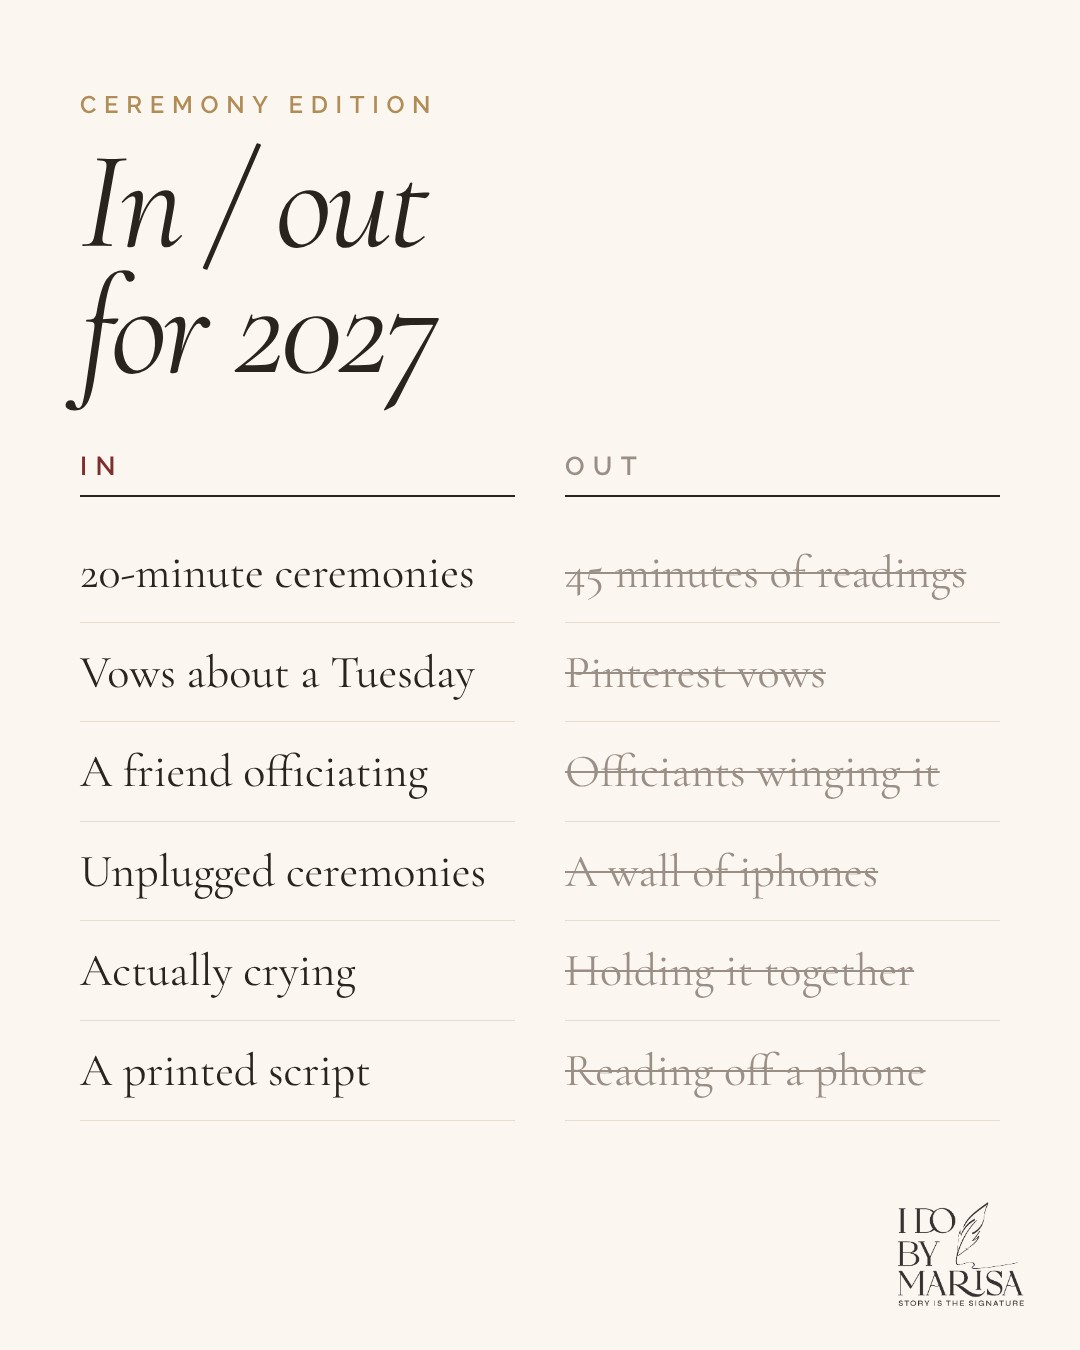 CEREMONY EDITION
In / out
for 2027
IN
OUT
20-minute ceremonies
45 minutes of readings
Vows about a Tuesday
Pinterest vows
A friend officiating
Officiants winging it
Unplugged ceremonies
A wall of iphones
Actually crying
Holding it together
A printed script
Reading off a phone
I DO
BY
MARISA
STORY IS THE SIGNATURE